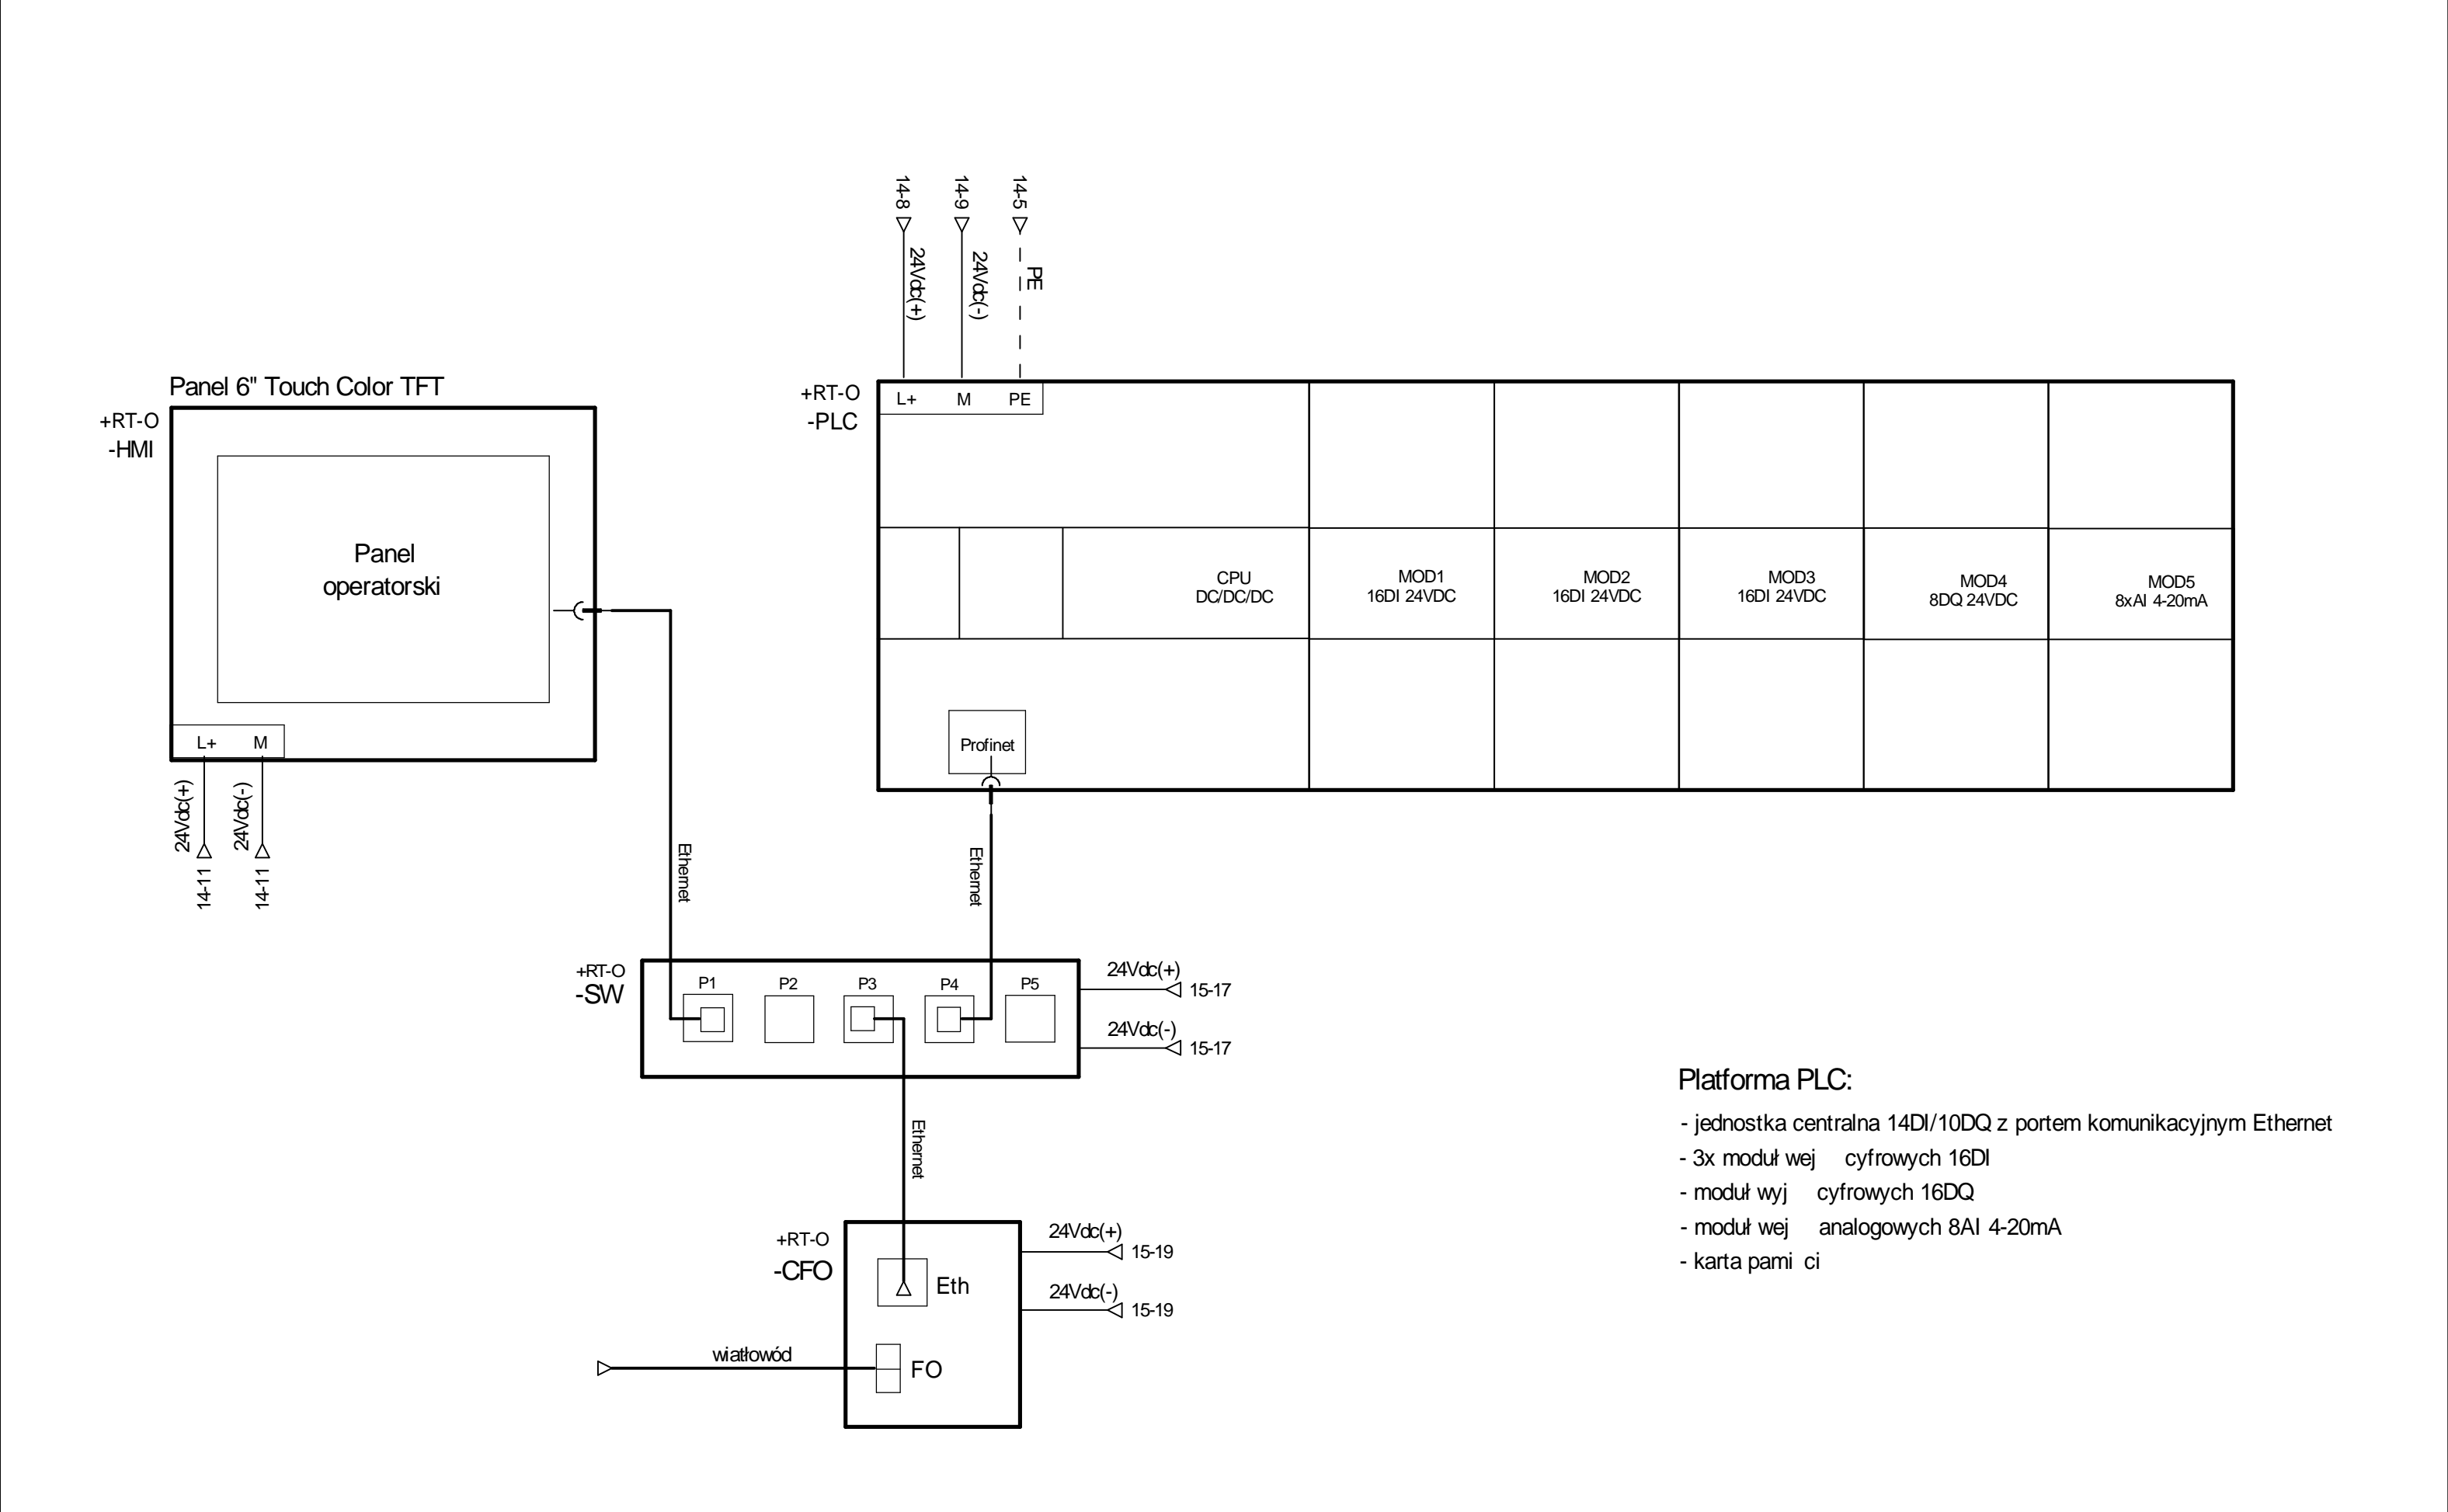 14-8
14-9
14-5
24Vdc(+)
24Vdc(-)
PE
Panel 6" Touch Color TFT
+RT-O
-HMI
Panel
operatorski
L+
M
24Vdc(+)
24Vdc(-)
14-11
14-11
+RT-O
-PLC
L+
M
PE
CPU
DC/DC/DC
MOD1
16DI 24VDC
MOD2
16DI 24VDC
MOD3
16DI 24VDC
MOD4
8DQ 24VDC
MOD5
8xAI 4-20mA
Profinet
Ethernet
Ethernet
+RT-O
-SW
P1
P2
P3
P4
P5
24Vdc(+)
15-17
24Vdc(-)
15-17
Ethernet
+RT-O
-CFO
Eth
FO
24Vdc(+)
15-19
24Vdc(-)
15-19
wiatłowód
Platforma PLC:
- jednostka centralna 14DI/10DQ z portem komunikacyjnym Ethernet
- 3x moduł wej cyfrowych 16DI
- moduł wyj cyfrowych 16DQ
- moduł wej analogowych 8AI 4-20mA
- karta pami ci